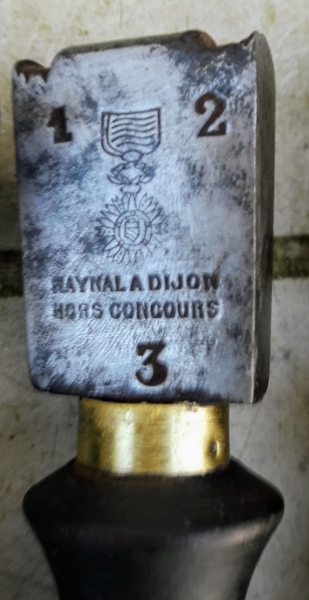 1 2
RAYNAL A DIJON
HORS CONCOURS
3